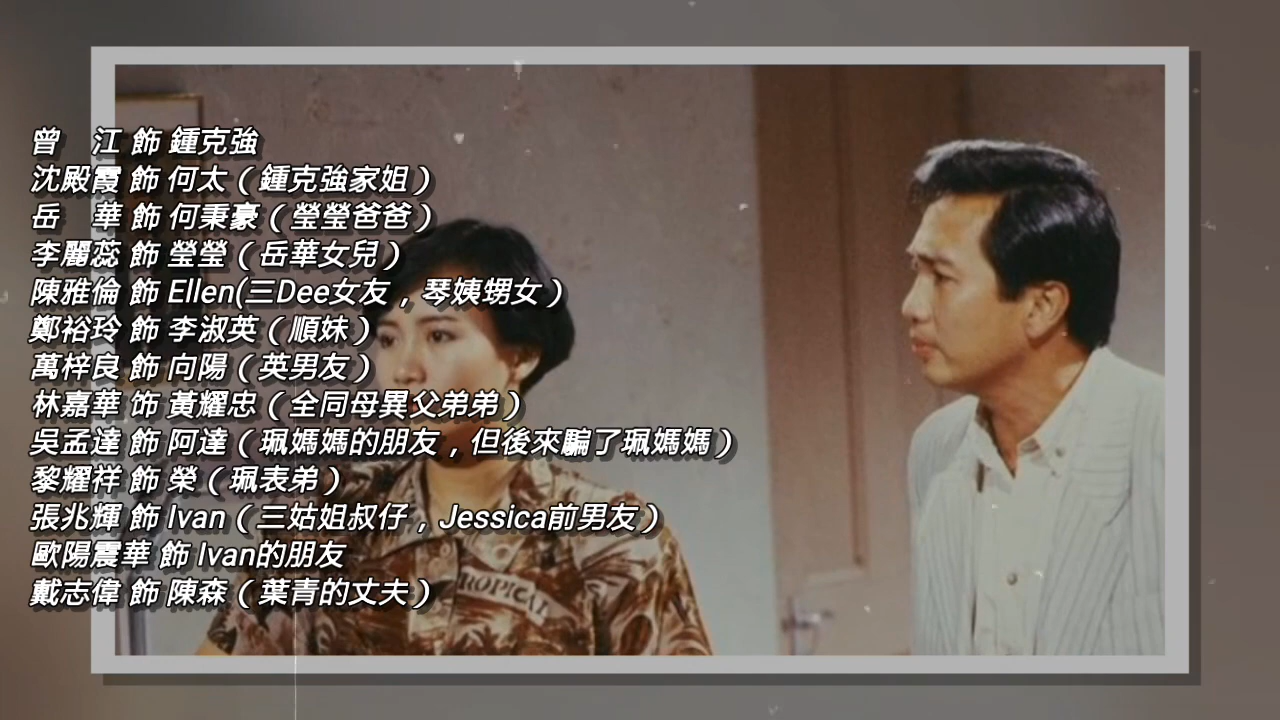 曾　江 飾 鍾克強
沈殿霞 飾 何太（鍾克強家姐）
岳　華 飾 何秉豪（瑩瑩爸爸）
李麗蕊 飾 瑩瑩（岳華女兒）
陳雅倫 飾 Ellen(三Dee女友，琴姨甥女）
鄭裕玲 飾 李淑英（順妹）
萬梓良 飾 向陽（英男友）
林嘉華 饰 黃耀忠（全同母異父弟弟）
吳孟達 飾 阿達（珮媽媽的朋友，但後來騙了珮媽媽）
黎耀祥 飾 榮（珮表弟）
張兆輝 飾 Ivan（三姑姐叔仔，Jessica前男友）
歐陽震華 飾 Ivan的朋友
戴志偉 飾 陳森（葉青的丈夫）
TROPICAL